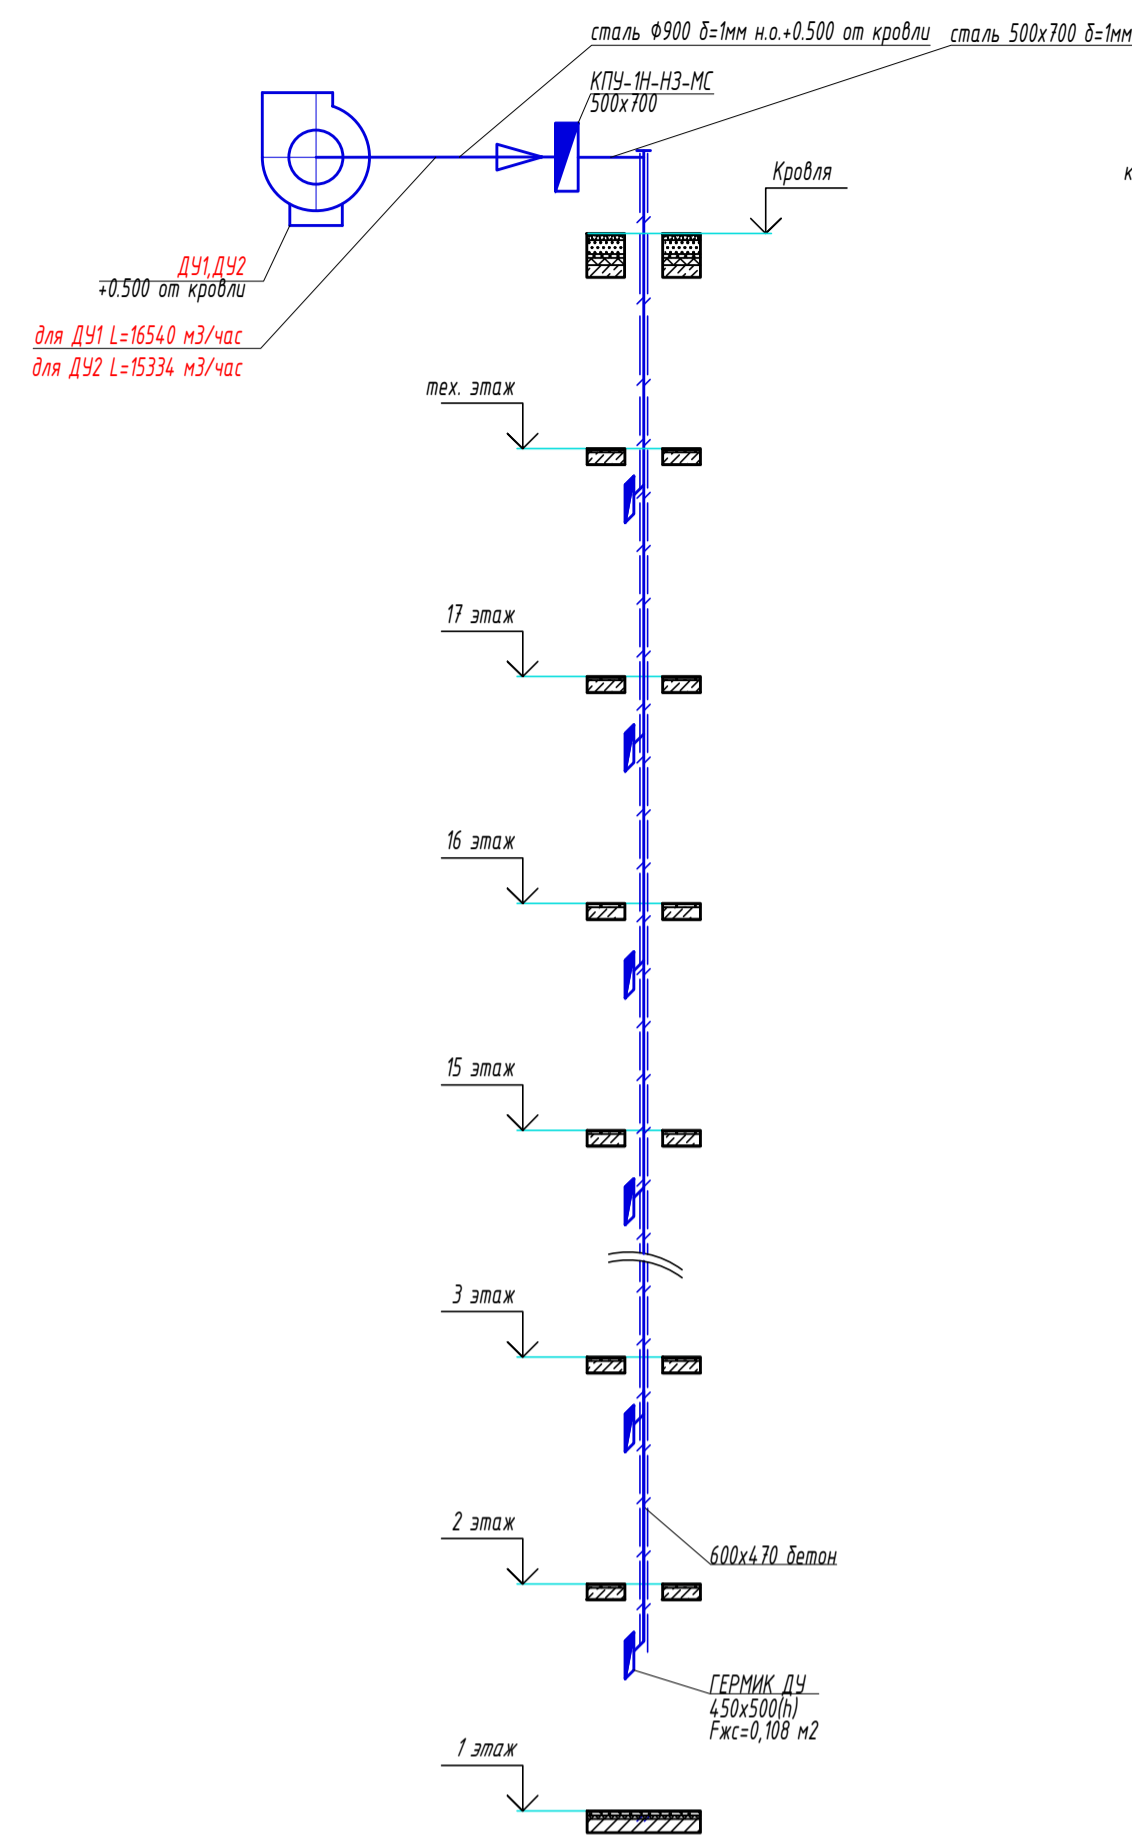 сталь Ф900 δ=1мм н.о.+0.500 от кровли
сталь 500х700 δ=1мм
КПУ-1Н-НЗ-МС
500х700
Кровля
к
ДУ1,ДУ2
+0.500 от кровли
для ДУ1 L=16540 м3/час
для ДУ2 L=15334 м3/час
тех. этаж
17 этаж
16 этаж
15 этаж
3 этаж
2 этаж
600х470 бетон
ГЕРМИК ДУ
450х500(h)
Fжс=0,108 м2
1 этаж